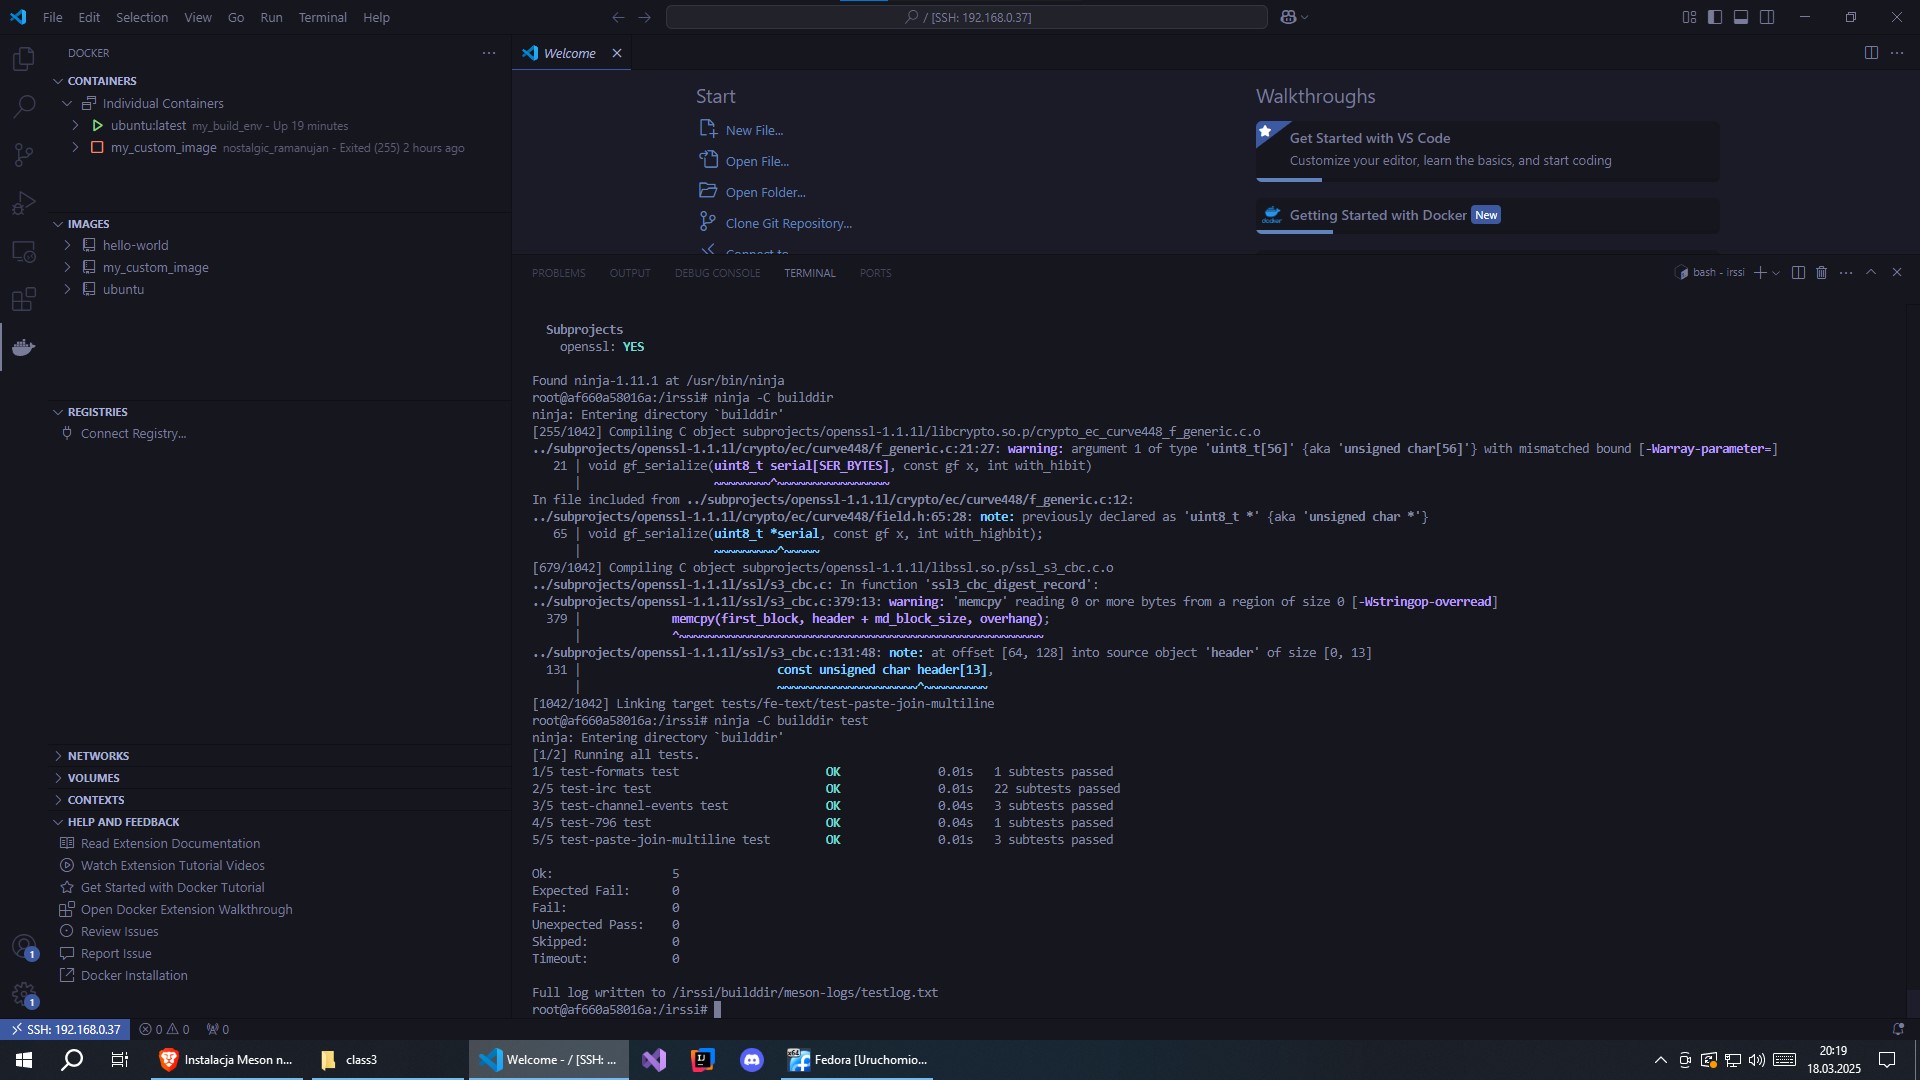 File Edit Selection View Go Run Terminal Help
/ [SSH: 192.168.0.37]
DOCKER
CONTAINERS
Individual Containers
ubuntu:latest my_build_env - Up 19 minutes
my_custom_image nostalgic_ramanujan - Exited (255) 2 hours ago
IMAGES
hello-world
my_custom_image
ubuntu
REGISTRIES
Connect Registry...
NETWORKS
VOLUMES
CONTEXTS
HELP AND FEEDBACK
Read Extension Documentation
Watch Extension Tutorial Videos
Get Started with Docker Tutorial
Open Docker Extension Walkthrough
Review Issues
Report Issue
Docker Installation
1
1
Welcome
Start
New File...
Open File...
Open Folder...
Clone Git Repository...
Connect to
Walkthroughs
Get Started with VS Code
Customize your editor, learn the basics, and start coding
docker Getting Started with Docker New
PROBLEMS OUTPUT DEBUG CONSOLE TERMINAL PORTS
bash - irssi
Subprojects
openssl: YES
Found ninja-1.11.1 at /usr/bin/ninja
root@af660a58016a:/irssi# ninja -C builddir
ninja: Entering directory `builddir'
[255/1042] Compiling C object subprojects/openssl-1.1.1l/libcrypto.so.p/crypto_ec_curve448_f_generic.c.o
../subprojects/openssl-1.1.1l/crypto/ec/curve448/f_generic.c:21:27: warning: argument 1 of type 'uint8_t[56]' {aka 'unsigned char[56]'} with mismatched bound [-Warray-parameter=]
21 | void gf_serialize(uint8_t serial[SER_BYTES], const gf x, int with_hibit)
| ~~~~~~~~^~~~~~~~~~~~~~~~~
In file included from ../subprojects/openssl-1.1.1l/crypto/ec/curve448/f_generic.c:12:
../subprojects/openssl-1.1.1l/crypto/ec/curve448/field.h:65:28: note: previously declared as 'uint8_t *' {aka 'unsigned char *'}
65 | void gf_serialize(uint8_t *serial, const gf x, int with_highbit);
| ~~~~~~~~~^~~~~~
[679/1042] Compiling C object subprojects/openssl-1.1.1l/libssl.so.p/ssl_s3_cbc.c.o
../subprojects/openssl-1.1.1l/ssl/s3_cbc.c: In function 'ssl3_cbc_digest_record':
../subprojects/openssl-1.1.1l/ssl/s3_cbc.c:379:13: warning: 'memcpy' reading 0 or more bytes from a region of size 0 [-Wstringop-overread]
379 | memcpy(first_block, header + md_block_size, overhang);
| ^~~~~~~~~~~~~~~~~~~~~~~~~~~~~~~~~~~~~~~~~~~~~~~~~~~~~
../subprojects/openssl-1.1.1l/ssl/s3_cbc.c:131:48: note: at offset [64, 128] into source object 'header' of size [0, 13]
131 | const unsigned char header[13],
| ~~~~~~~~~~~~~~~~~~~~^~~~~~~~~~
[1042/1042] Linking target tests/fe-text/test-paste-join-multiline
root@af660a58016a:/irssi# ninja -C builddir test
ninja: Entering directory `builddir'
[1/2] Running all tests.
1/5 test-formats test OK 0.01s 1 subtests passed
2/5 test-irc test OK 0.01s 22 subtests passed
3/5 test-channel-events test OK 0.04s 3 subtests passed
4/5 test-796 test OK 0.04s 1 subtests passed
5/5 test-paste-join-multiline test OK 0.01s 3 subtests passed
Ok: 5
Expected Fail: 0
Fail: 0
Unexpected Pass: 0
Skipped: 0
Timeout: 0
Full log written to /irssi/builddir/meson-logs/testlog.txt
root@af660a58016a:/irssi#
SSH: 192.168.0.37 0 0 0
Instalacja Meson n... class3 Welcome - / [SSH: ... IJ x64 Fedora [Uruchomio...
20:19
18.03.2025